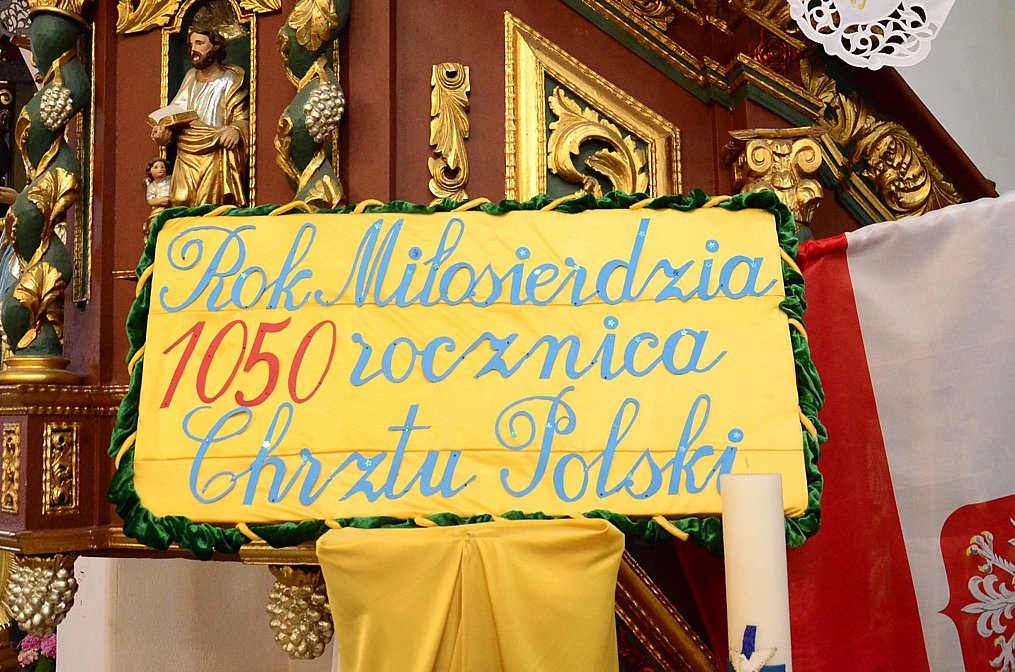 Rok Miłosierdzia
1050 rocznica
Chrztu Polski